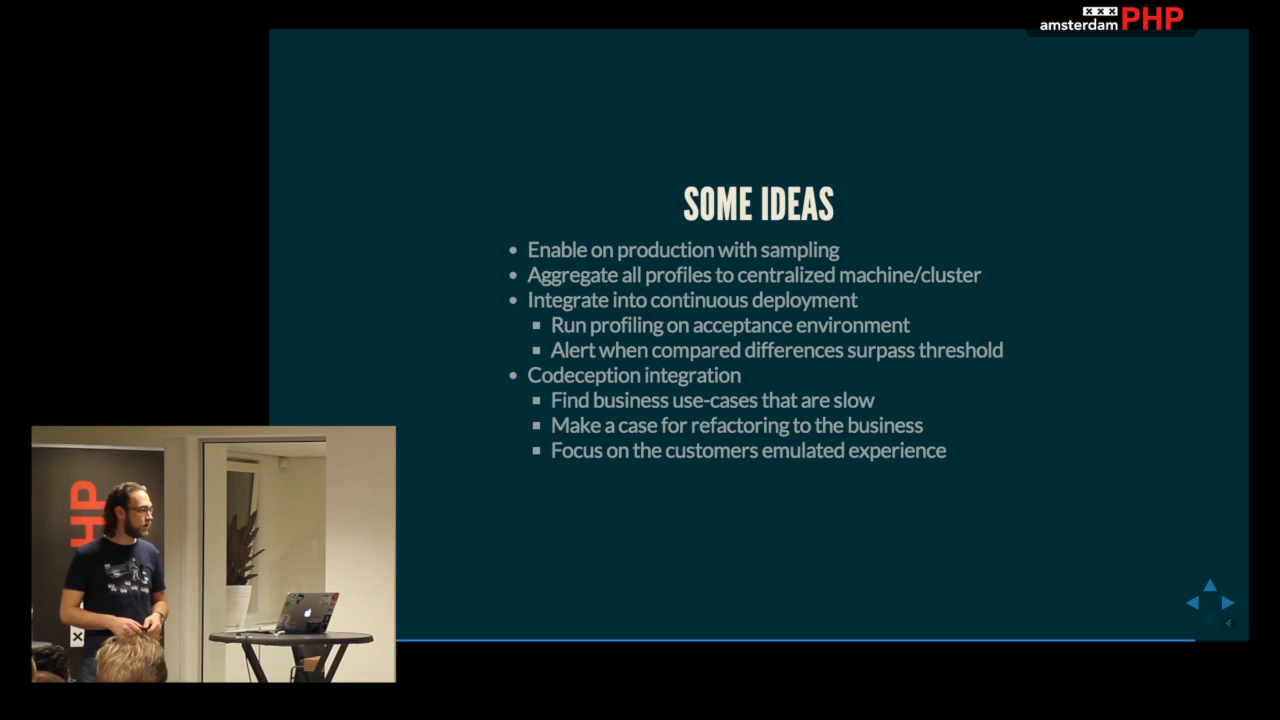 xxx
amsterdam PHP
SOME IDEAS
• Enable on production with sampling
• Aggregate all profiles to centralized machine/cluster
• Integrate into continuous deployment
▪ Run profiling on acceptance environment
▪ Alert when compared differences surpass threshold
• Codeception integration
▪ Find business use-cases that are slow
▪ Make a case for refactoring to the business
▪ Focus on the customers emulated experience
HP
x